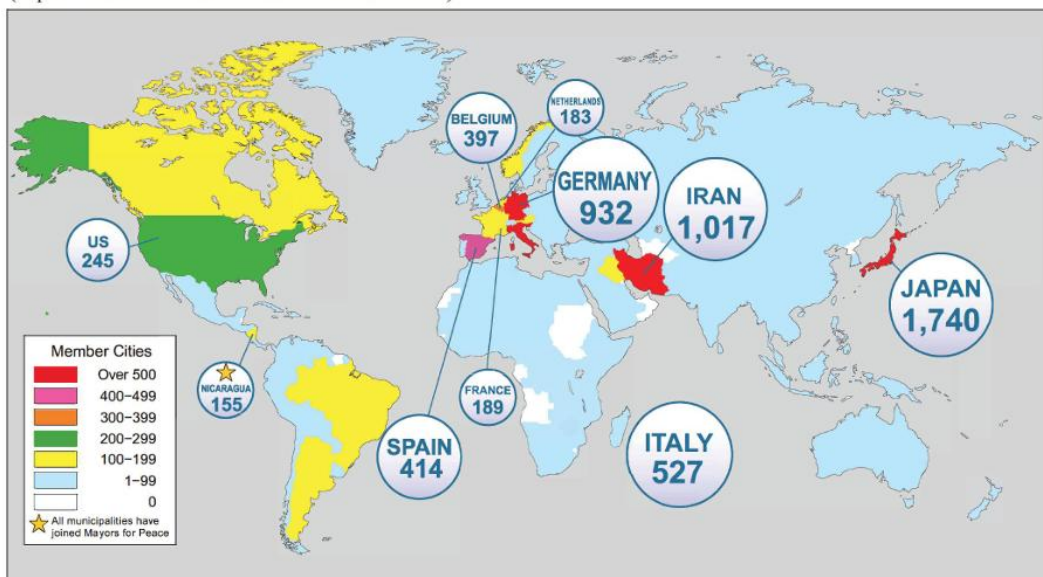 NETHERLANDS
183
BELGIUM
397
GERMANY
932
IRAN
1,017
US
245
JAPAN
1,740
Member Cities
Over 500
400-499
300-399
200-299
100-199
1-99
0
All municipalities have
joined Mayors for Peace
NICARAGUA
155
FRANCE
189
SPAIN
414
ITALY
527